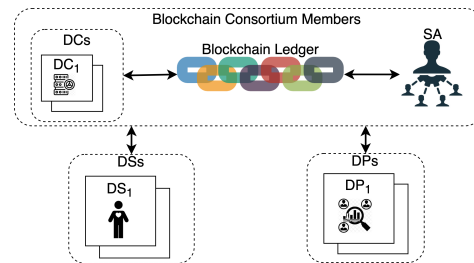 Blockchain Consortium Members
DCs
DC1
Blockchain Ledger
SA
DSs
DS1
DPs
DP1